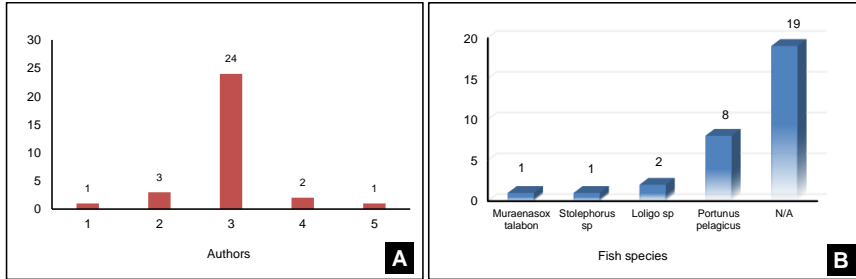 30
25
20
15
10
5
0
1
3
24
2
1
1
2
3
4
5
Authors
A
20
15
10
5
0
1
1
2
8
19
Muraenasox
talabon
Stolephorus
sp
Loligo sp
Portunus
pelagicus
N/A
Fish species
B